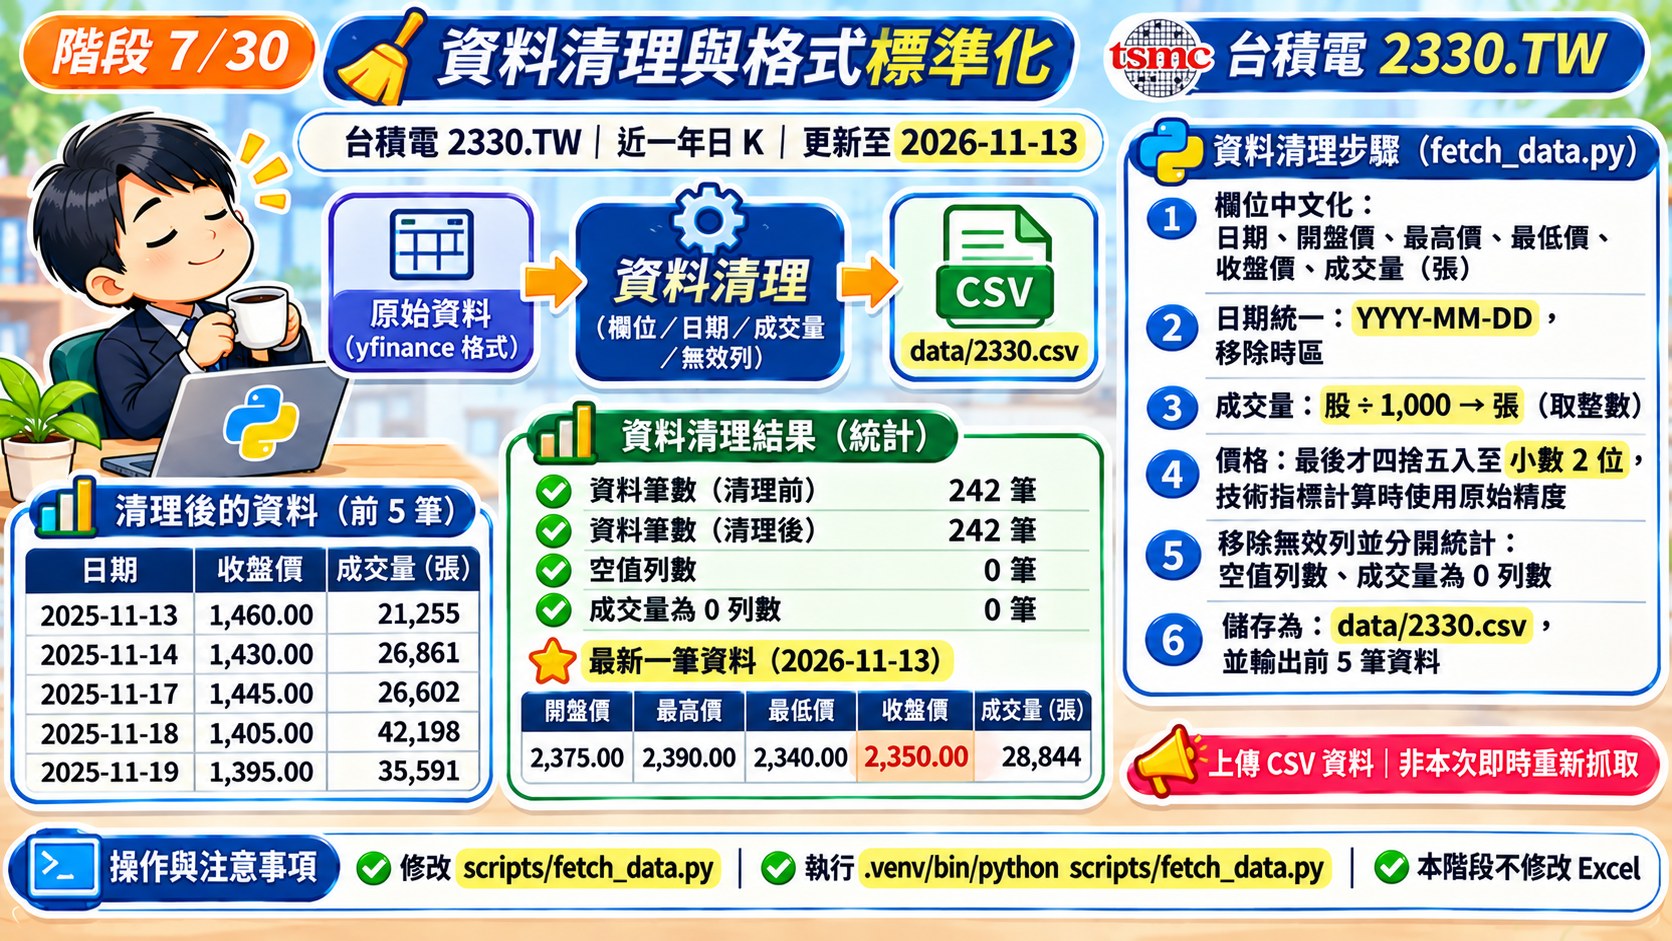 階段 7/30
資料清理與格式標準化
tsmc
台積電 2330.TW
台積電 2330.TW｜近一年日 K｜更新至 2026-11-13
原始資料
（yfinance 格式）
資料清理
（欄位／日期／成交量
／無效列）
CSV
data/2330.csv
資料清理步驟（fetch_data.py）
1 欄位中文化：
日期、開盤價、最高價、最低價、
收盤價、成交量（張）
2 日期統一：YYYY-MM-DD，
移除時區
3 成交量：股 ÷ 1,000 → 張（取整數）
4 價格：最後才四捨五入至 小數 2 位，
技術指標計算時使用原始精度
5 移除無效列並分開統計：
空值列數、成交量為 0 列數
6 儲存為：data/2330.csv，
並輸出前 5 筆資料
清理後的資料（前 5 筆）
日期 收盤價 成交量（張）
2025-11-13 1,460.00 21,255
2025-11-14 1,430.00 26,861
2025-11-17 1,445.00 26,602
2025-11-18 1,405.00 42,198
2025-11-19 1,395.00 35,591
資料清理結果（統計）
資料筆數（清理前） 242 筆
資料筆數（清理後） 242 筆
空值列數 0 筆
成交量為 0 列數 0 筆
最新一筆資料（2026-11-13）
開盤價 最高價 最低價 收盤價 成交量（張）
2,375.00 2,390.00 2,340.00 2,350.00 28,844
上傳 CSV 資料｜非本次即時重新抓取
>_ 操作與注意事項 修改 scripts/fetch_data.py｜執行 .venv/bin/python scripts/fetch_data.py｜本階段不修改 Excel